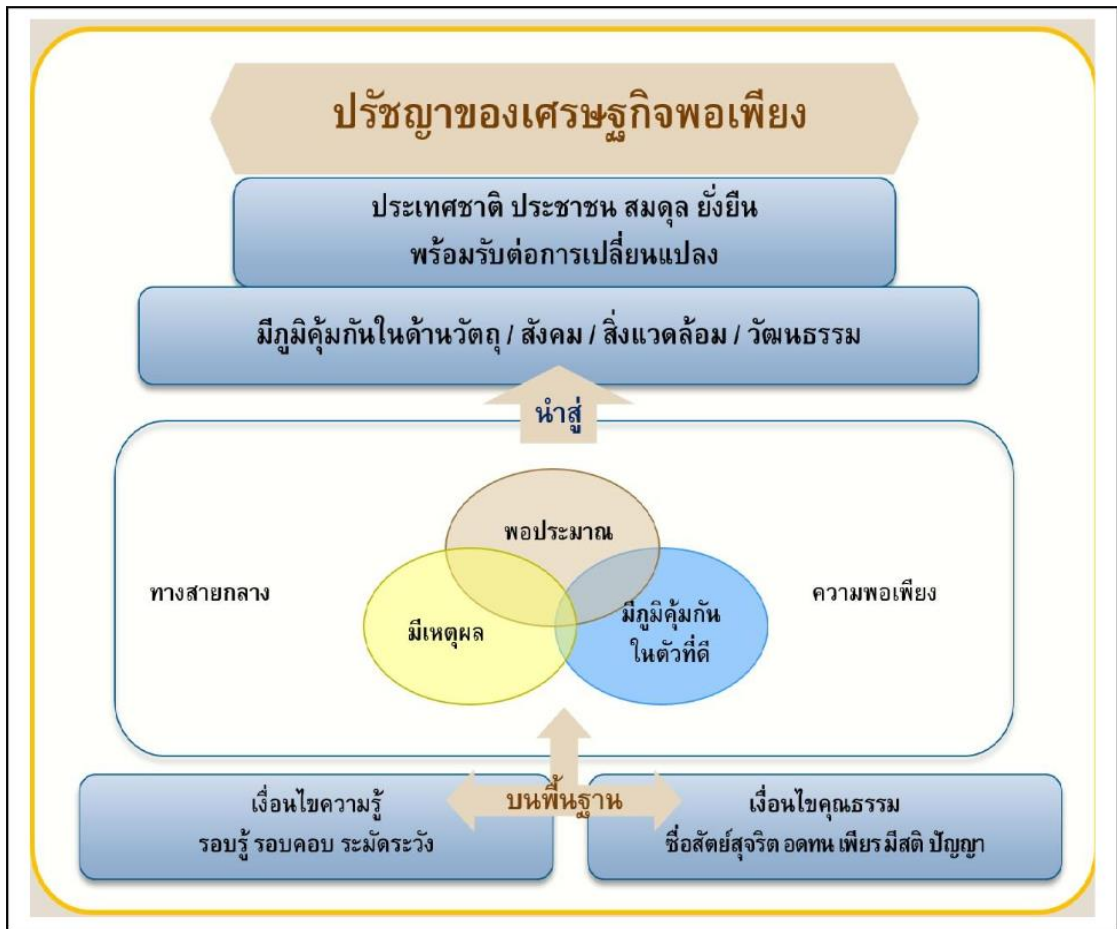 ปรัชญาของเศรษฐกิจพอเพียง
ประเทศชาติ ประชาชน สมดุล ยั่งยืน
พร้อมรับต่อการเปลี่ยนแปลง
มีภูมิคุ้มกันในด้านวัตถุ / สังคม / สิ่งแวดล้อม / วัฒนธรรม
นำสู่
พอประมาณ
ทางสายกลาง
มีเหตุผล
มีภูมิคุ้มกัน
ในตัวที่ดี
ความพอเพียง
บนพื้นฐาน
เงื่อนไขความรู้
รอบรู้ รอบคอบ ระมัดระวัง
เงื่อนไขคุณธรรม
ซื่อสัตย์สุจริต อดทน เพียร มีสติ ปัญญา